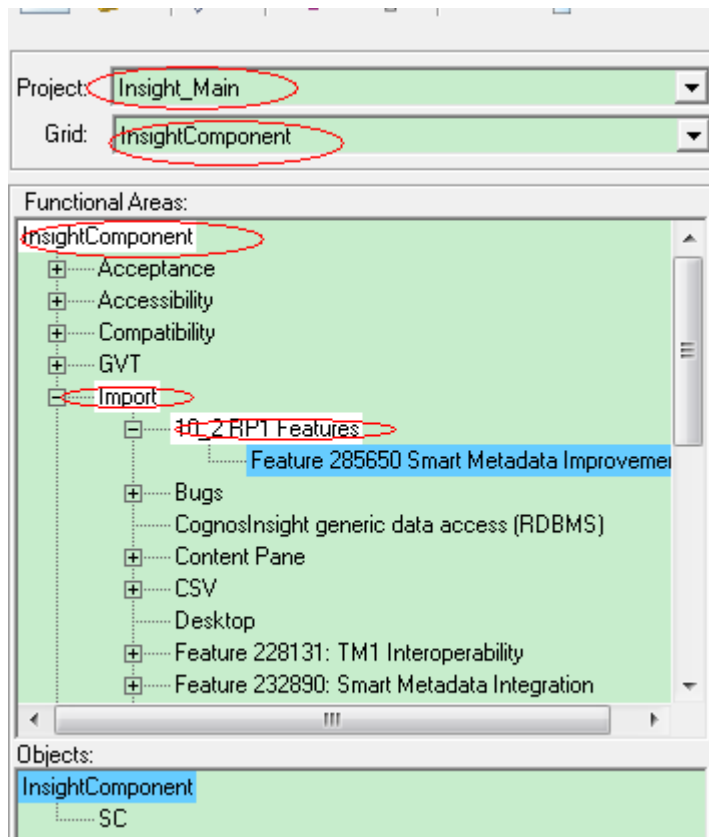 Project: Insight_Main
Grid: InsightComponent
Functional Areas:
InsightComponent
Acceptance
Accessibility
Compatibility
GVT
Import
10_2 RP1 Features
Feature 285650 Smart Metadata Improvemen
Bugs
CognosInsight generic data access (RDBMS)
Content Pane
CSV
Desktop
Feature 228131: TM1 Interoperability
Feature 232890: Smart Metadata Integration
Objects:
InsightComponent
SC